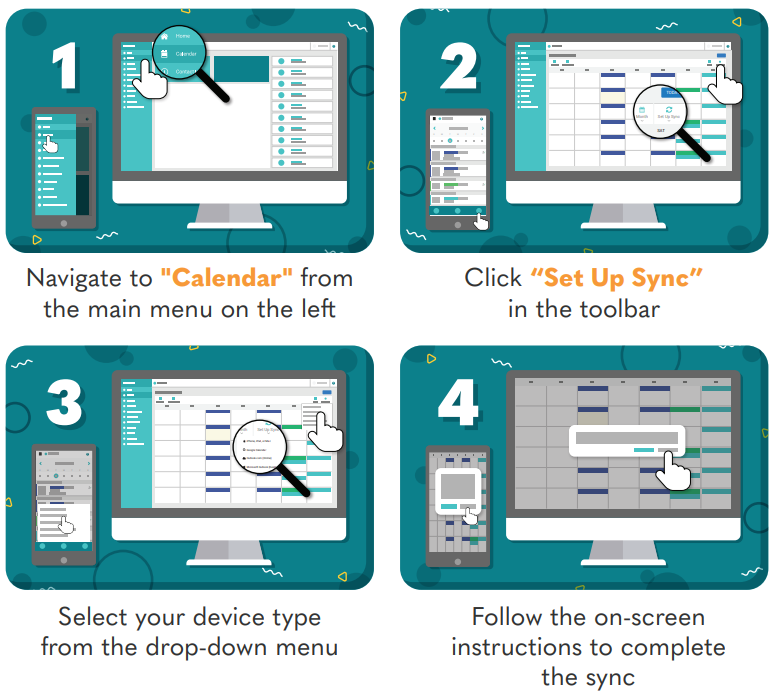 1
Home
Calendar
Contact
Navigate to "Calendar" from
the main menu on the left
2
Month
Set Up Sync
SAT
Click “Set Up Sync”
in the toolbar
3
Set Up Sync
Select your device type
from the drop-down menu
4
Follow the on-screen
instructions to complete
the sync